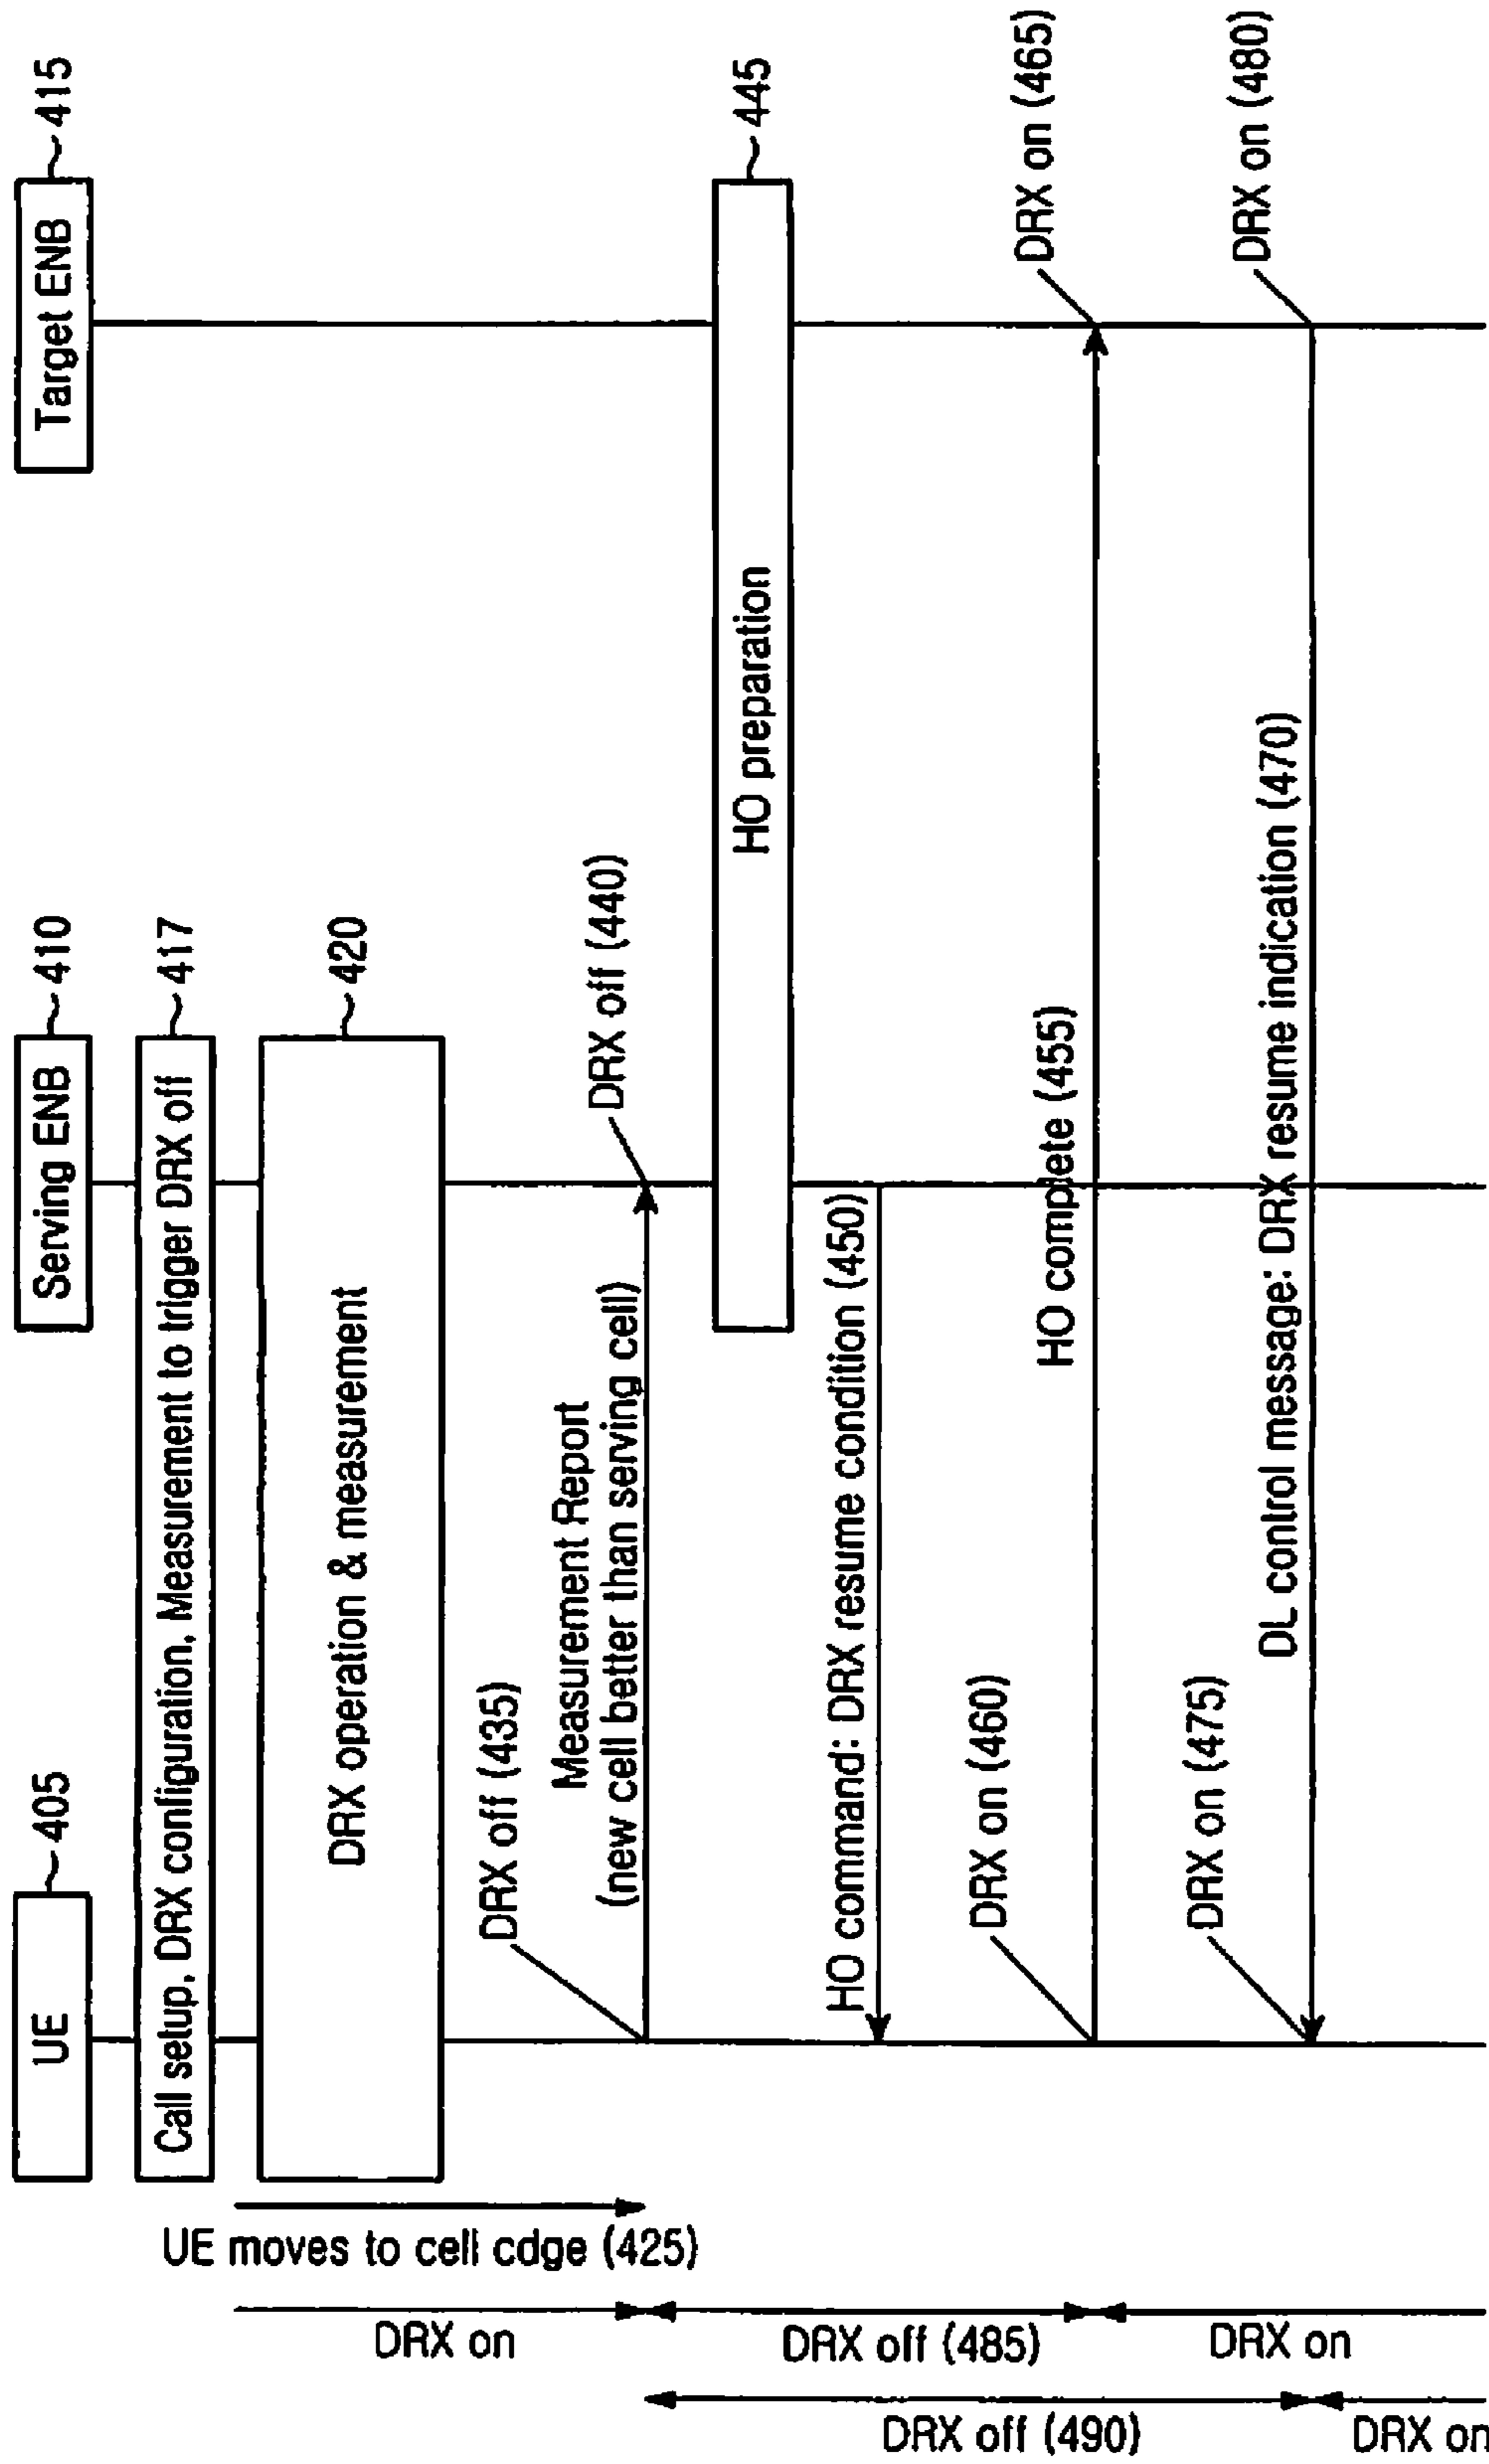 UE
405
Serving ENB
410
Target ENB
415
Call setup, DRX configuration, Measurement to trigger DRX off
417
DRX operation & measurement
420
UE moves to cell cdge (425)
DRX off (435)
Measurement Report
(new cell better than serving cell)
DRX off (440)
HO preparation
445
HO command: DRX resume condition (450)
DRX on (460)
HO complete (455)
DRX on (465)
DRX on (475)
DL control message: DRX resume indication (470)
DRX on (480)
DRX on
DRX off (485)
DRX on
DRX off (490)
DRX on